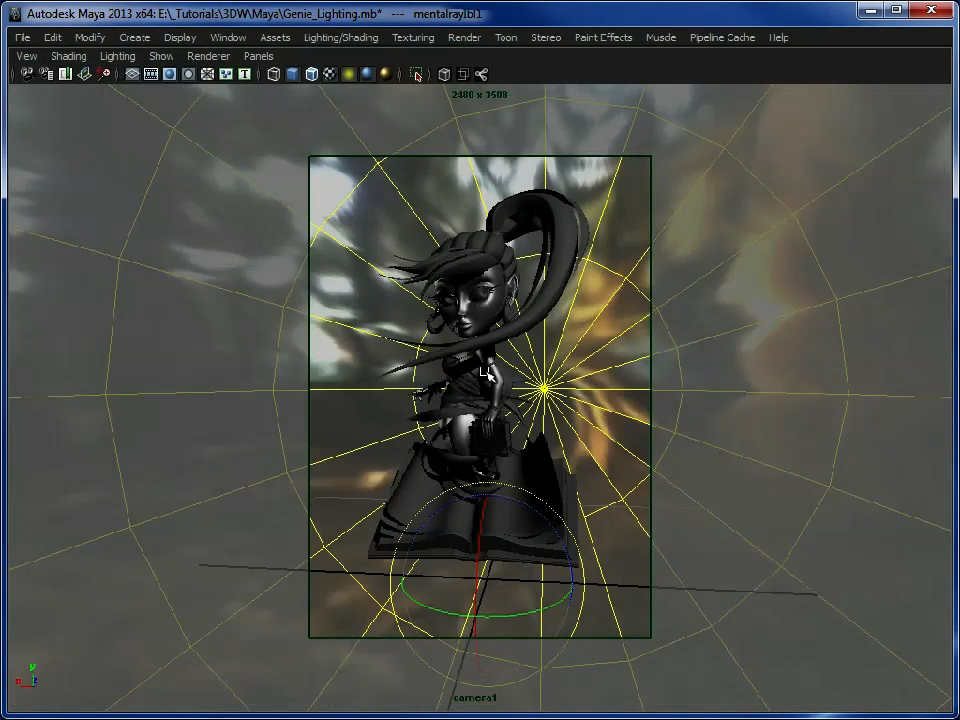 Autodesk Maya 2013 x64: E:\_Tutorials\3DW\Maya\Genie_Lighting.mb* --- mentalrayIbl1
File Edit Modify Create Display Window Assets Lighting/Shading Texturing Render Toon Stereo Paint Effects Muscle Pipeline Cache Help
View Shading Lighting Show Renderer Panels
2480 x 3508
y
z
camera1